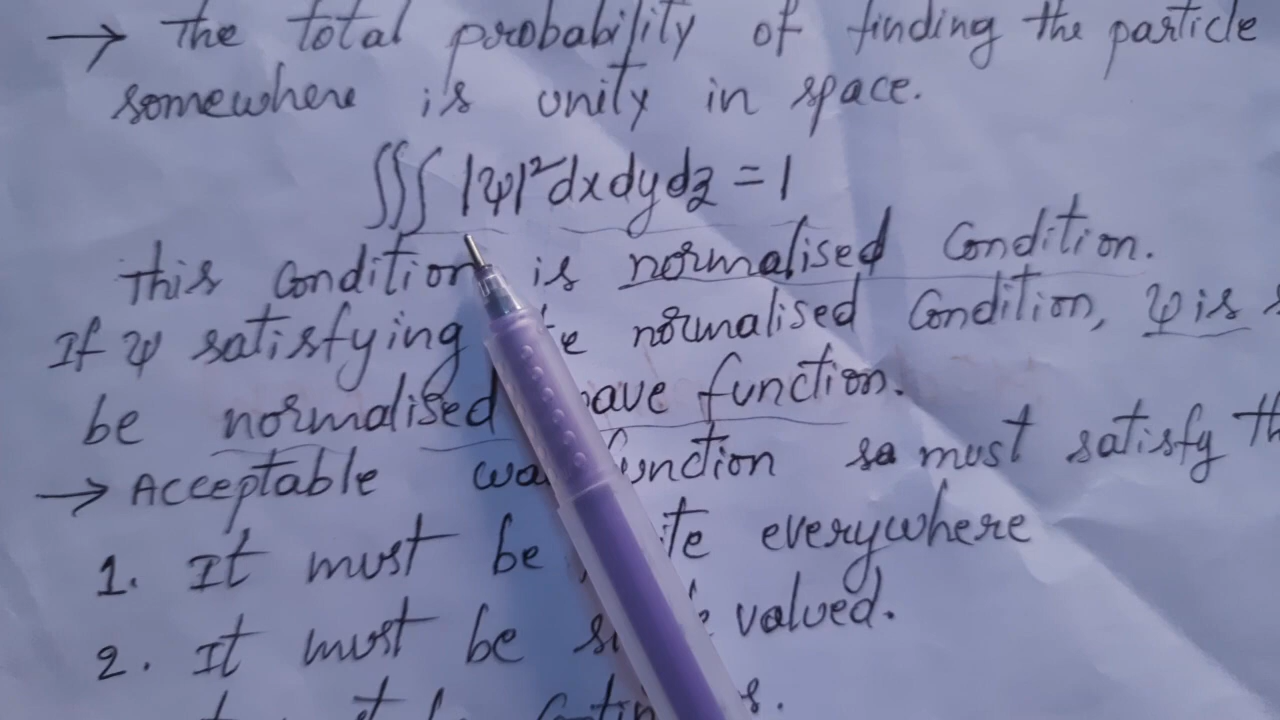 → The total probability of finding the particle
somewhere is unity in space.
∭ |ψ|² dx dy dz = 1
This condition is normalised condition.
If ψ satisfying normalised condition, ψ is
be normalised function.
→ Acceptable function so must satisfy
1. It must be everywhere
2. It must be valued.